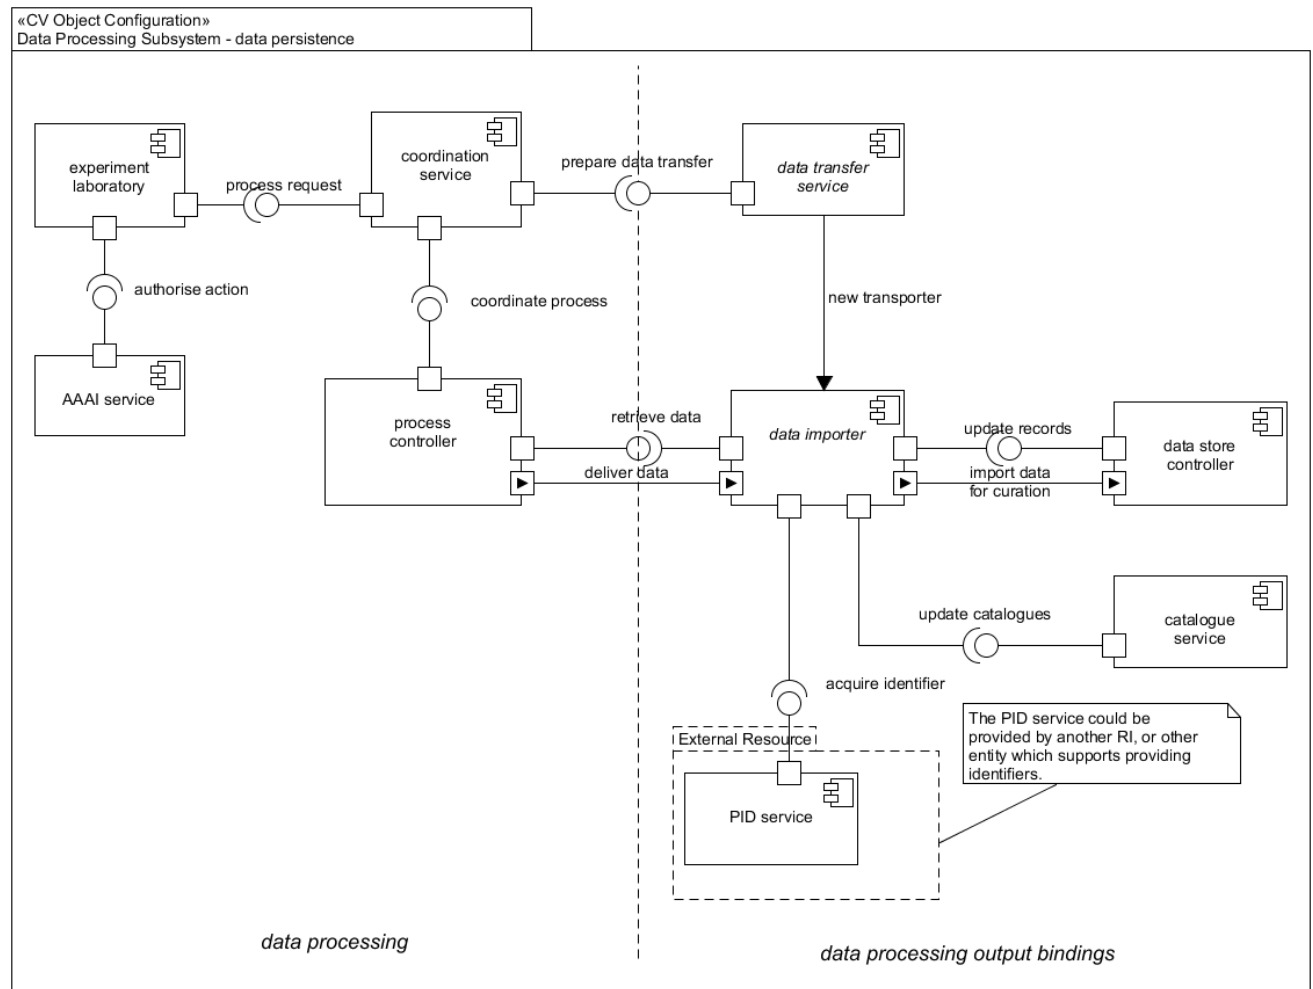 «CV Object Configuration»
Data Processing Subsystem - data persistence
experiment
laboratory
process request
coordination
service
prepare data transfer
data transfer
service
authorise action
coordinate process
new transporter
AAAI service
process
controller
retrieve data
deliver data
data importer
update records
import data
for curation
data store
controller
update catalogues
catalogue
service
acquire identifier
External Resource
PID service
The PID service could be
provided by another RI, or other
entity which supports providing
identifiers.
data processing
data processing output bindings